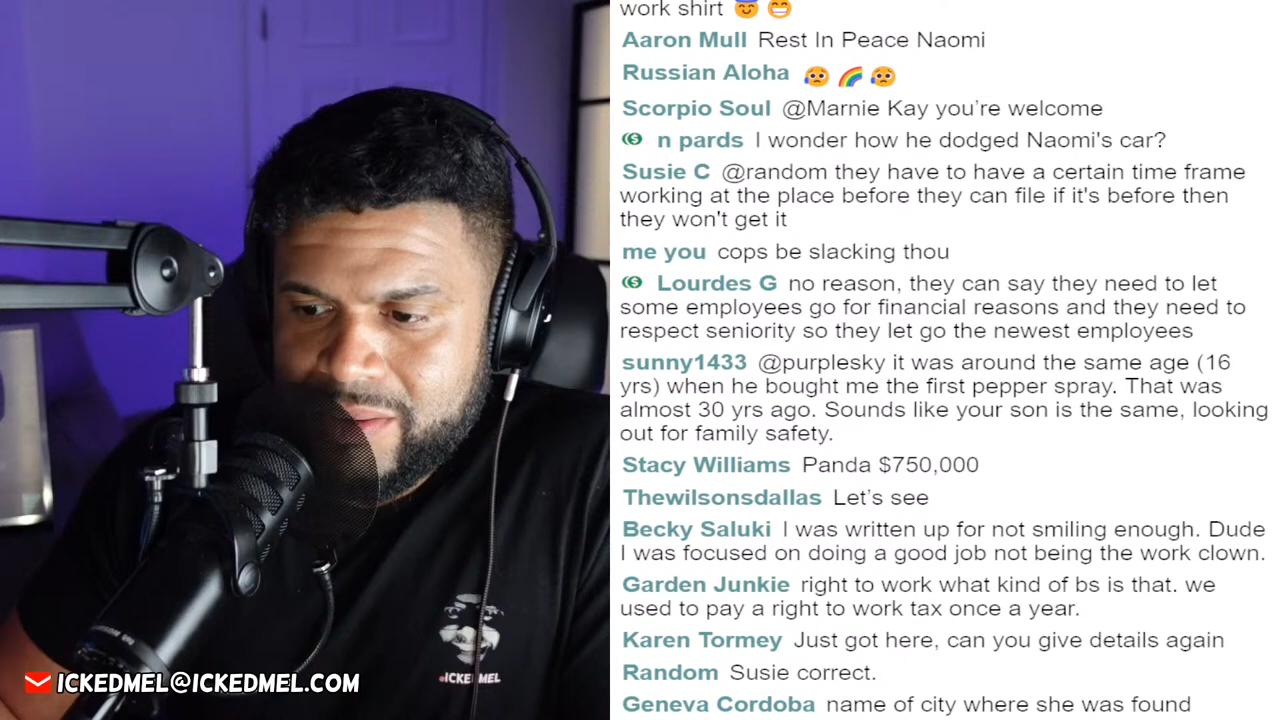 work shirt 😇 😁
Aaron Mull Rest In Peace Naomi
Russian Aloha 😥 🌈 😥
Scorpio Soul @Marnie Kay you're welcome
n pards I wonder how he dodged Naomi's car?
Susie C @random they have to have a certain time frame
working at the place before they can file if it's before then
they won't get it
me you cops be slacking thou
Lourdes G no reason, they can say they need to let
some employees go for financial reasons and they need to
respect seniority so they let go the newest employees
sunny1433 @purplesky it was around the same age (16
yrs) when he bought me the first pepper spray. That was
almost 30 yrs ago. Sounds like your son is the same, looking
out for family safety.
Stacy Williams Panda $750,000
Thewilsonsdallas Let's see
Becky Saluki I was written up for not smiling enough. Dude
I was focused on doing a good job not being the work clown.
Garden Junkie right to work what kind of bs is that. we
used to pay a right to work tax once a year.
Karen Tormey Just got here, can you give details again
Random Susie correct.
Geneva Cordoba name of city where she was found
ICKEDMEL
ICKEDMEL@ICKEDMEL.COM